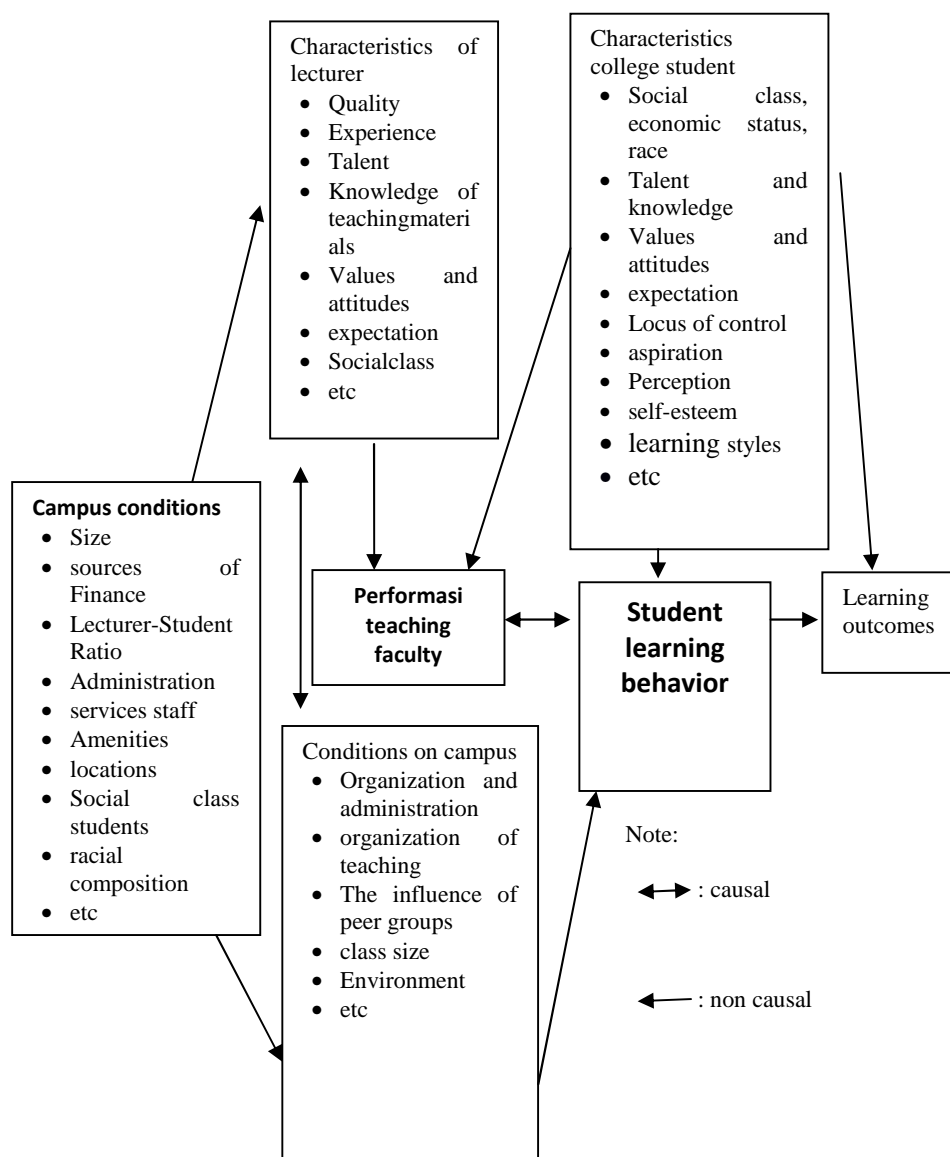 Characteristics of
lecturer
• Quality
• Experience
• Talent
• Knowledge of
teachingmateri
als
• Values and
attitudes
• expectation
• Socialclass
• etc
Characteristics
college student
• Social class,
economic status,
race
• Talent and
knowledge
• Values and
attitudes
• expectation
• Locus of control
• aspiration
• Perception
• self-esteem
• learning styles
• etc
Campus conditions
• Size
• sources of
Finance
• Lecturer-Student
Ratio
• Administration
• services staff
• Amenities
• locations
• Social class
students
• racial
composition
• etc
Performasi
teaching
faculty
Student
learning
behavior
Learning
outcomes
Conditions on campus
• Organization and
administration
• organization of
teaching
• The influence of
peer groups
• class size
• Environment
• etc
Note:
: causal
: non causal